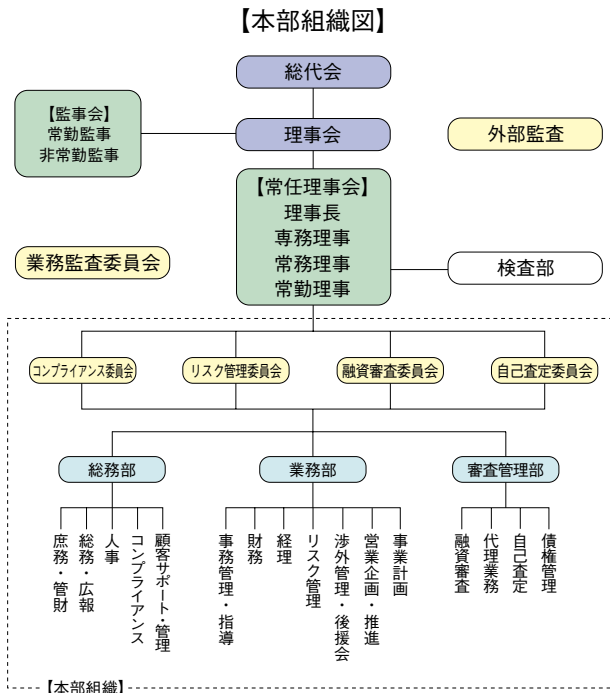 【本部組織図】
総代会
【監事会】
常勤監事
非常勤監事
理事会
外部監査
【常任理事会】
理事長
専務理事
常務理事
常勤理事
業務監査委員会
検査部
コンプライアンス委員会
リスク管理委員会
融資審査委員会
自己査定委員会
総務部
業務部
審査管理部
庶務・管財
総務・広報
人事
コンプライアンス
顧客サポート・管理
事務管理・指導
財務
経理
リスク管理
渉外管理・後援会
営業企画・推進
事業計画
融資審査
代理業務
自己査定
債権管理
【本部組織】